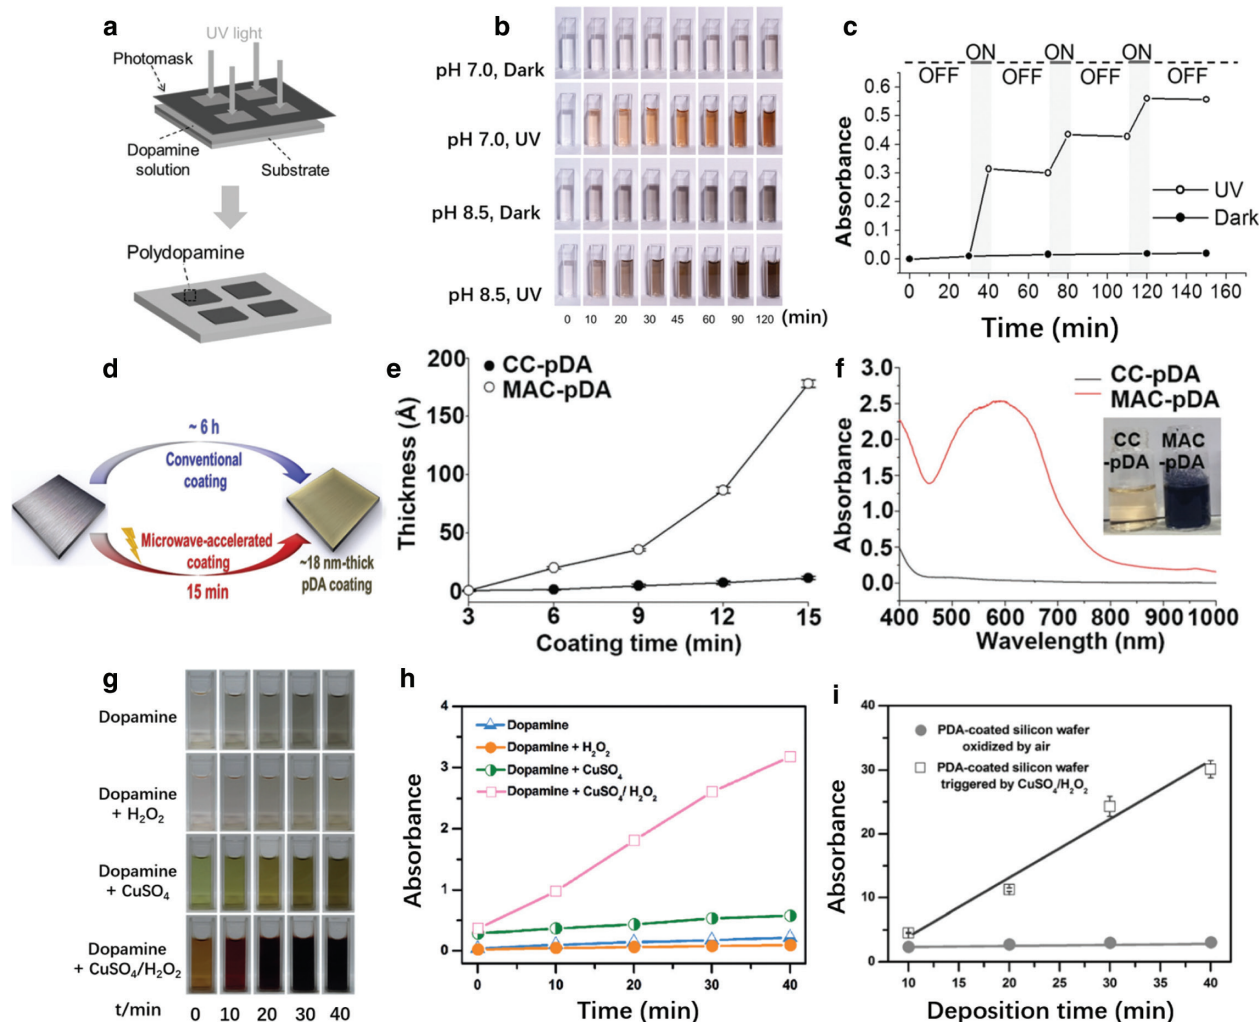 a
UV light
Photomask
Dopamine
solution
Substrate
Polydopamine
b
pH 7.0, Dark
pH 7.0, UV
pH 8.5, Dark
pH 8.5, UV
0 10 20 30 45 60 90 120 (min)
c
ON ON ON
OFF OFF OFF OFF
0.6
0.5
0.4
0.3
0.2
0.1
0.0
Absorbance
UV
Dark
0 20 40 60 80 100 120 140 160
Time (min)
d
~ 6 h
Conventional
coating
Microwave-accelerated
coating
15 min
~18 nm-thick
pDA coating
e
200
150
100
50
0
Thickness (Å)
CC-pDA
MAC-pDA
3 6 9 12 15
Coating time (min)
f
3.0
2.5
2.0
1.5
1.0
0.5
0.0
Absorbance
CC-pDA
MAC-pDA
CC
-pDA
MAC
-pDA
400 500 600 700 800 900 1000
Wavelength (nm)
g
Dopamine
Dopamine
+ H₂O₂
Dopamine
+ CuSO₄
Dopamine
+ CuSO₄/H₂O₂
t/min 0 10 20 30 40
h
4
3
2
1
0
Absorbance
Dopamine
Dopamine + H₂O₂
Dopamine + CuSO₄
Dopamine + CuSO₄/ H₂O₂
0 10 20 30 40
Time (min)
i
40
30
20
10
0
Absorbance
PDA-coated silicon wafer
oxidized by air
PDA-coated silicon wafer
triggered by CuSO₄/H₂O₂
10 15 20 25 30 35 40
Deposition time (min)